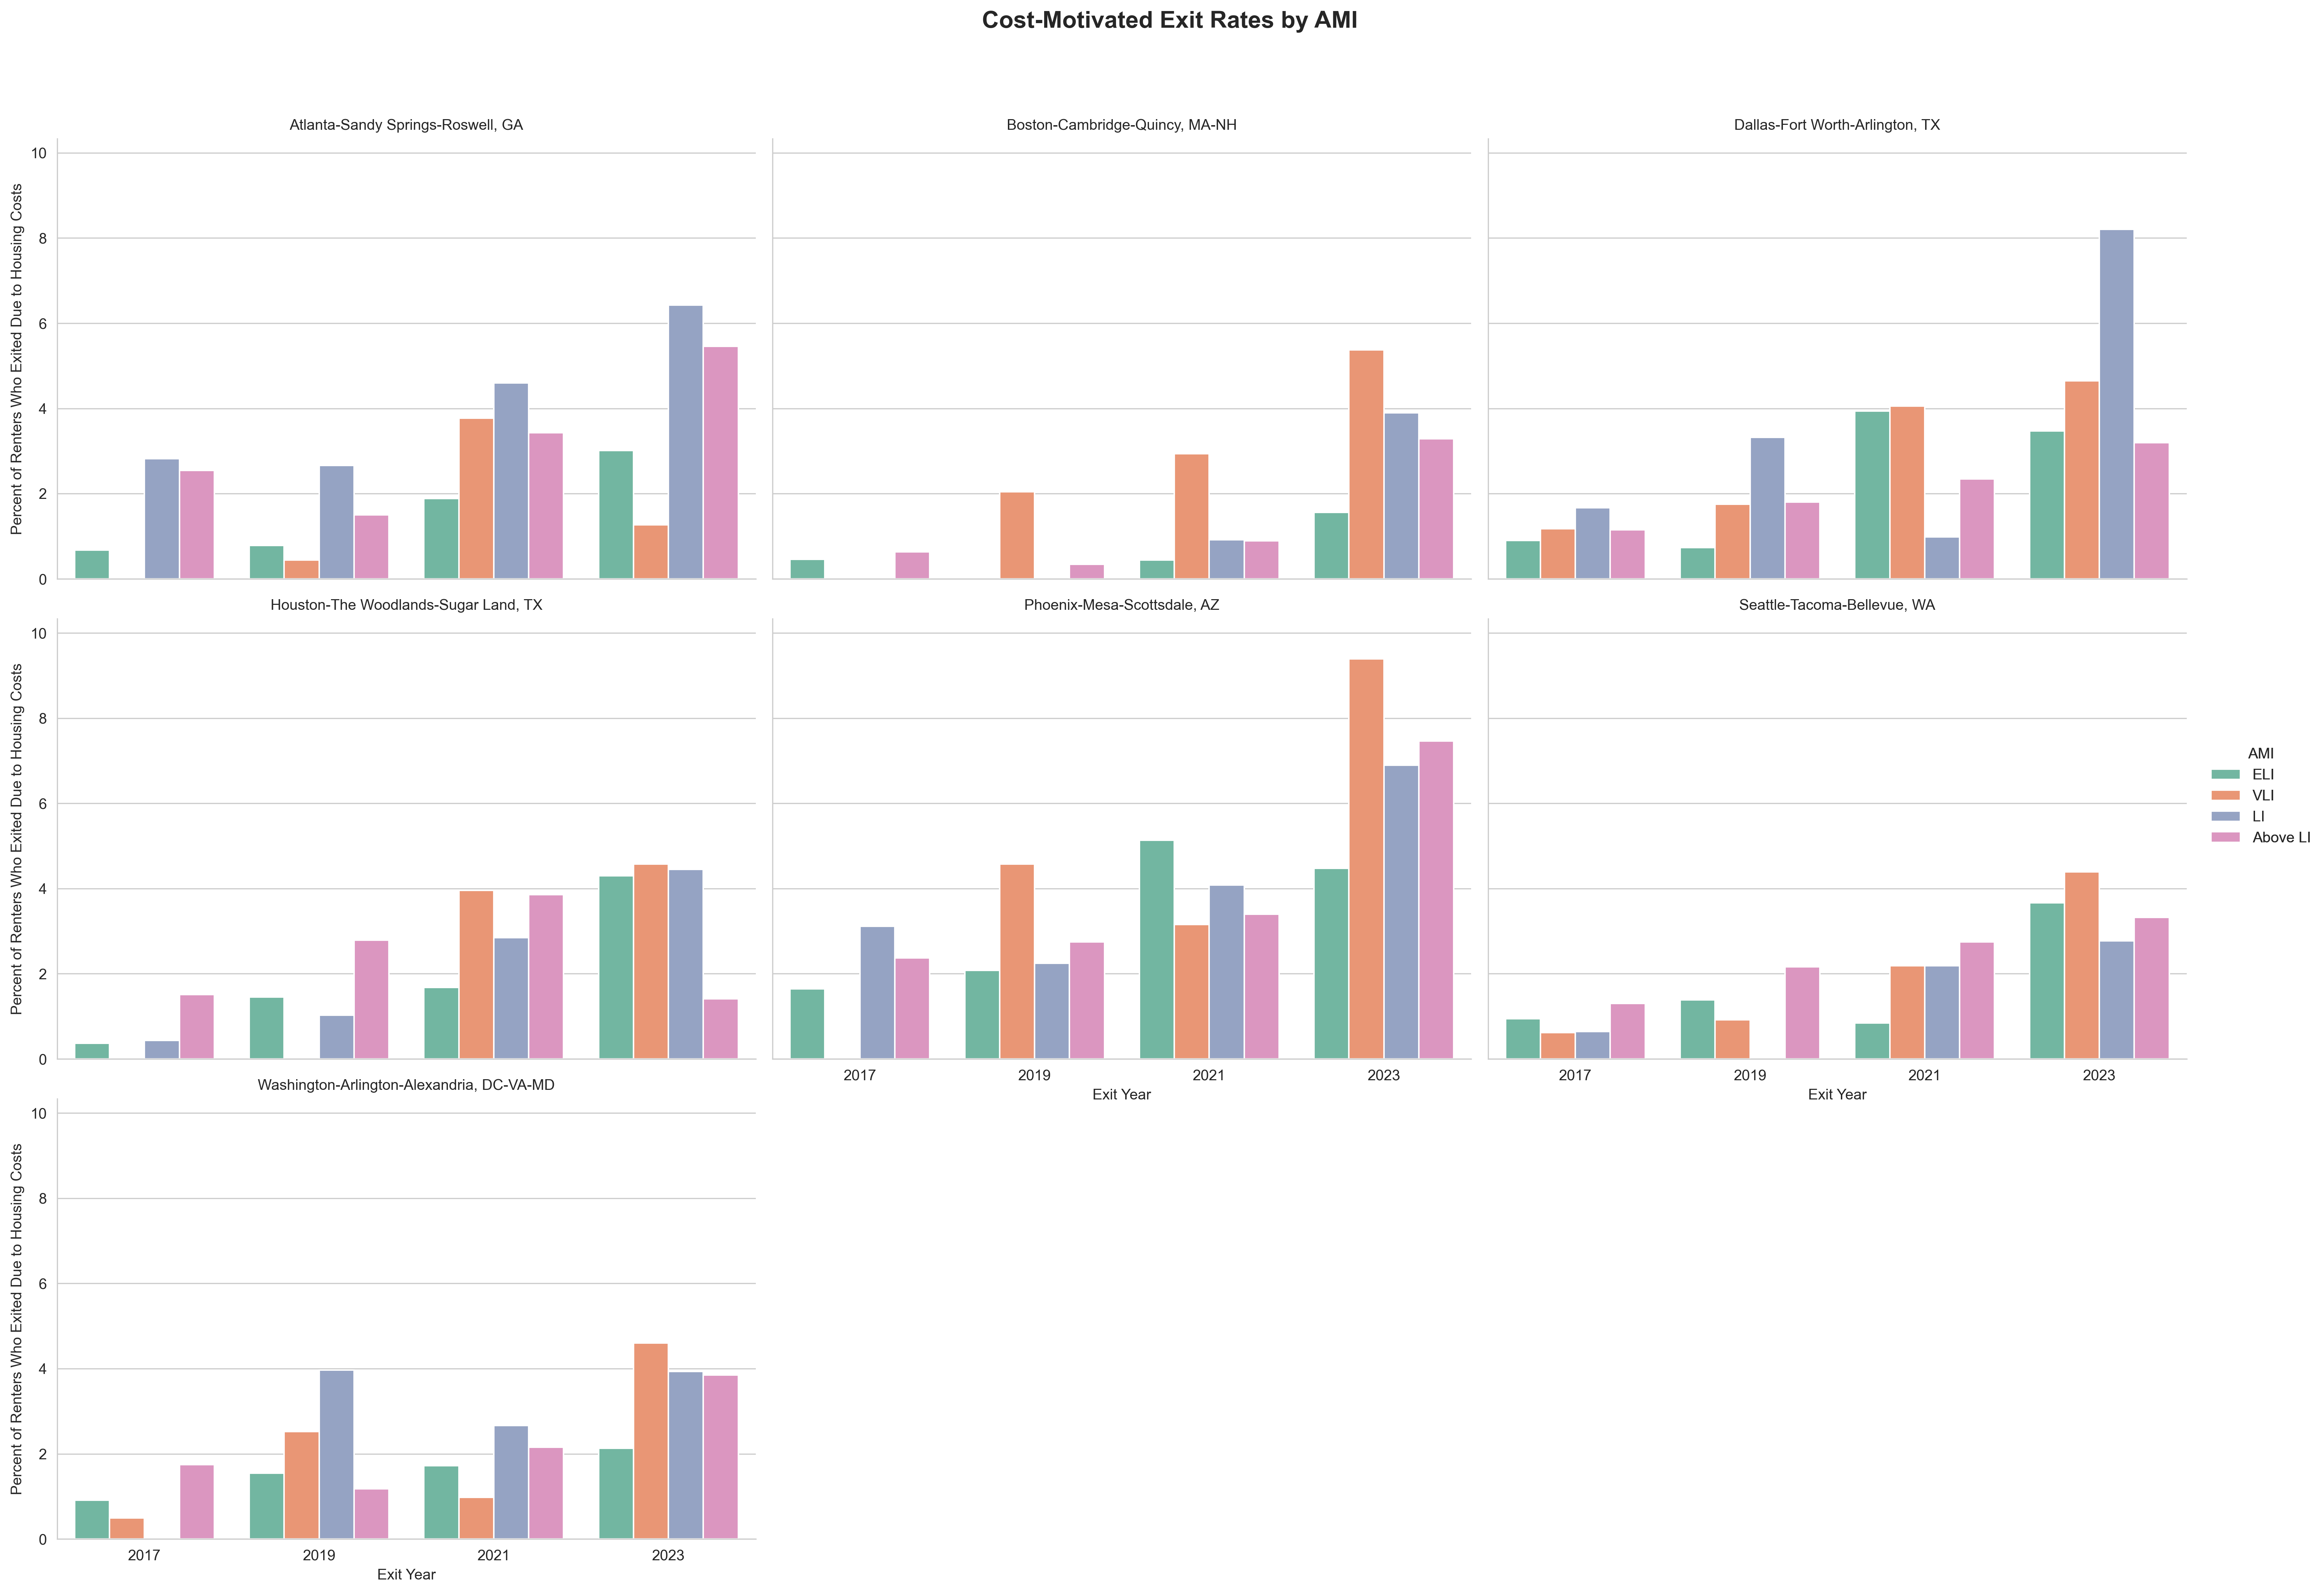 Cost-Motivated Exit Rates by AMI
Atlanta-Sandy Springs-Roswell, GA
Boston-Cambridge-Quincy, MA-NH
Dallas-Fort Worth-Arlington, TX
Percent of Renters Who Exited Due to Housing Costs
10
8
6
4
2
0
Houston-The Woodlands-Sugar Land, TX
Phoenix-Mesa-Scottsdale, AZ
Seattle-Tacoma-Bellevue, WA
Percent of Renters Who Exited Due to Housing Costs
10
8
6
4
2
0
2017 2019 2021 2023
Exit Year
2017 2019 2021 2023
Exit Year
AMI
ELI
VLI
LI
Above LI
Washington-Arlington-Alexandria, DC-VA-MD
Percent of Renters Who Exited Due to Housing Costs
10
8
6
4
2
0
2017 2019 2021 2023
Exit Year